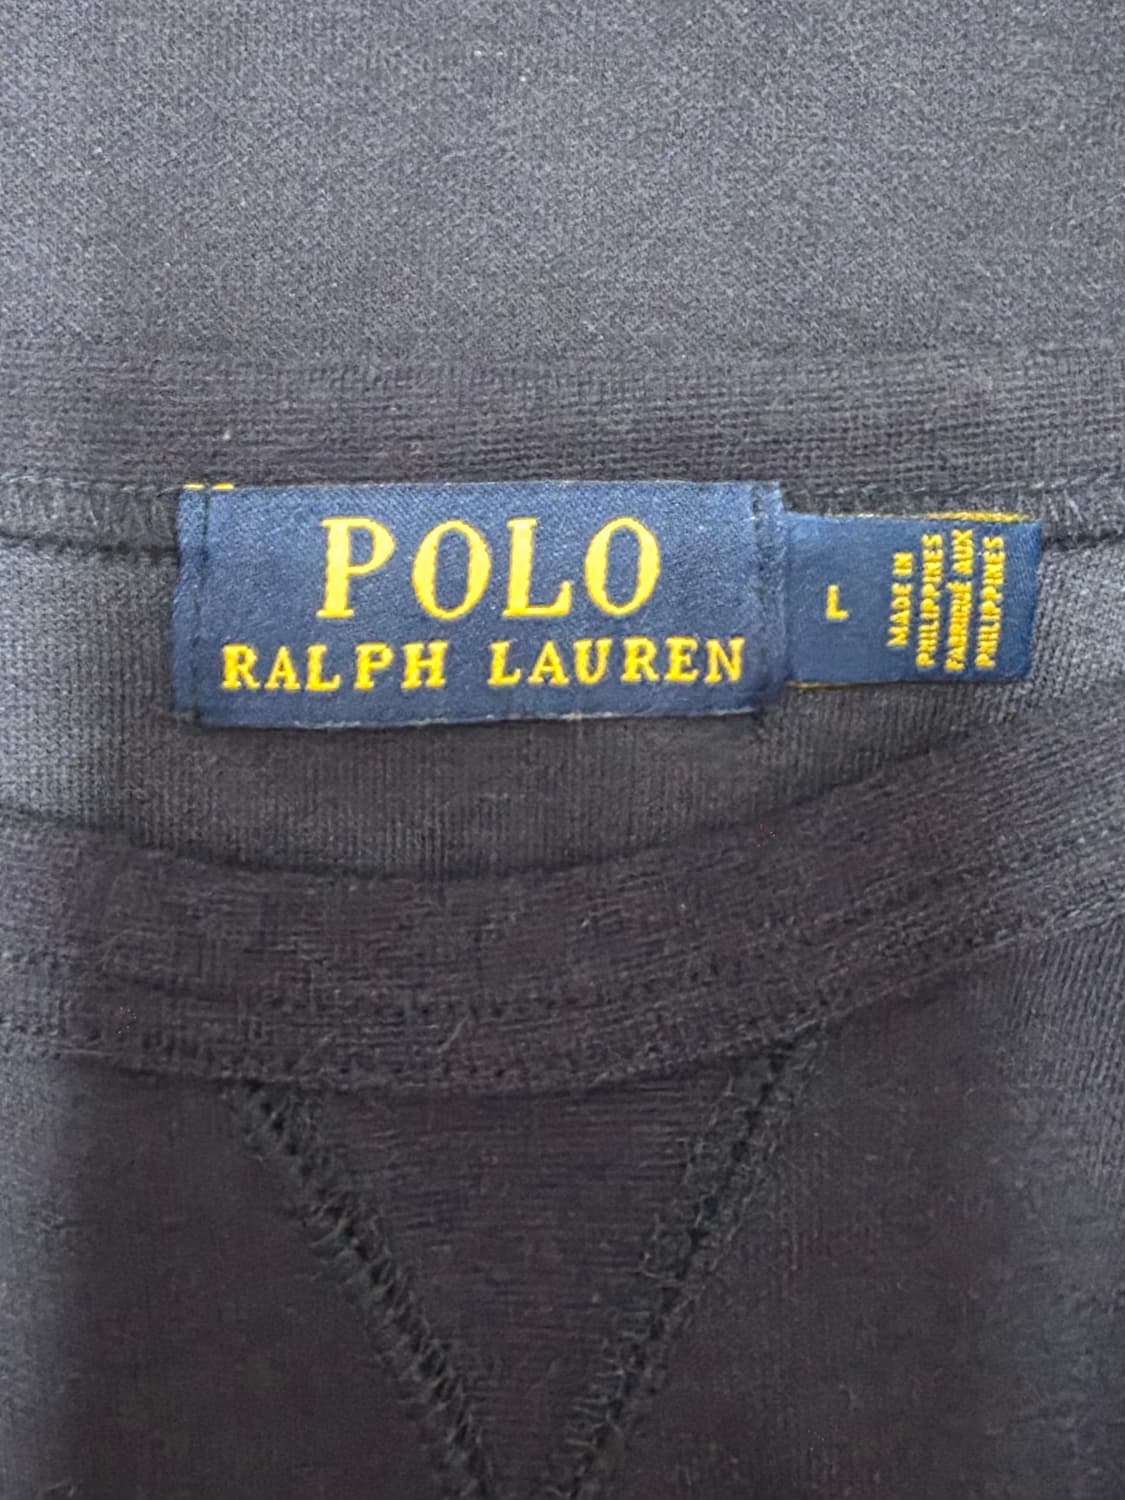 POLO
RALPH LAUREN
L
MADE IN
PHILIPPINES
FABRIQUÉ AUX
PHILIPPINES